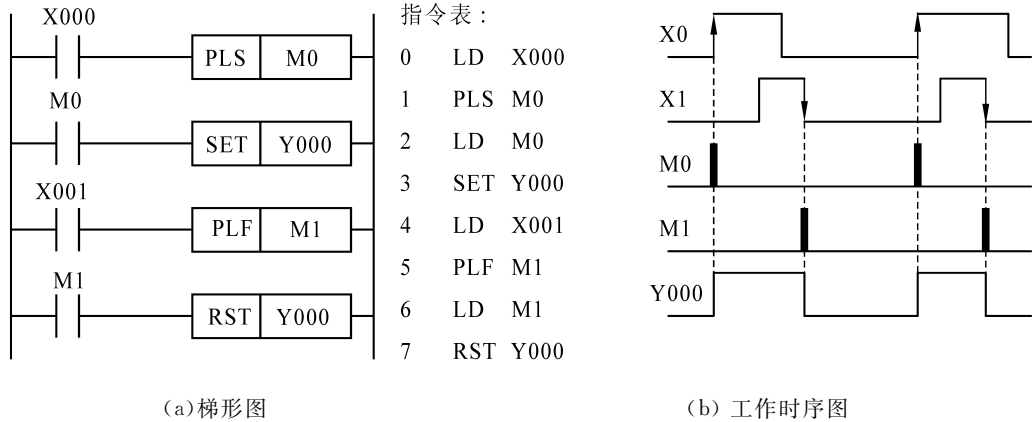 X000
PLS M0
M0
SET Y000
X001
PLF M1
M1
RST Y000
指令表:
0 LD X000
1 PLS M0
2 LD M0
3 SET Y000
4 LD X001
5 PLF M1
6 LD M1
7 RST Y000
(a)梯形图
X0
X1
M0
M1
Y000
(b) 工作时序图